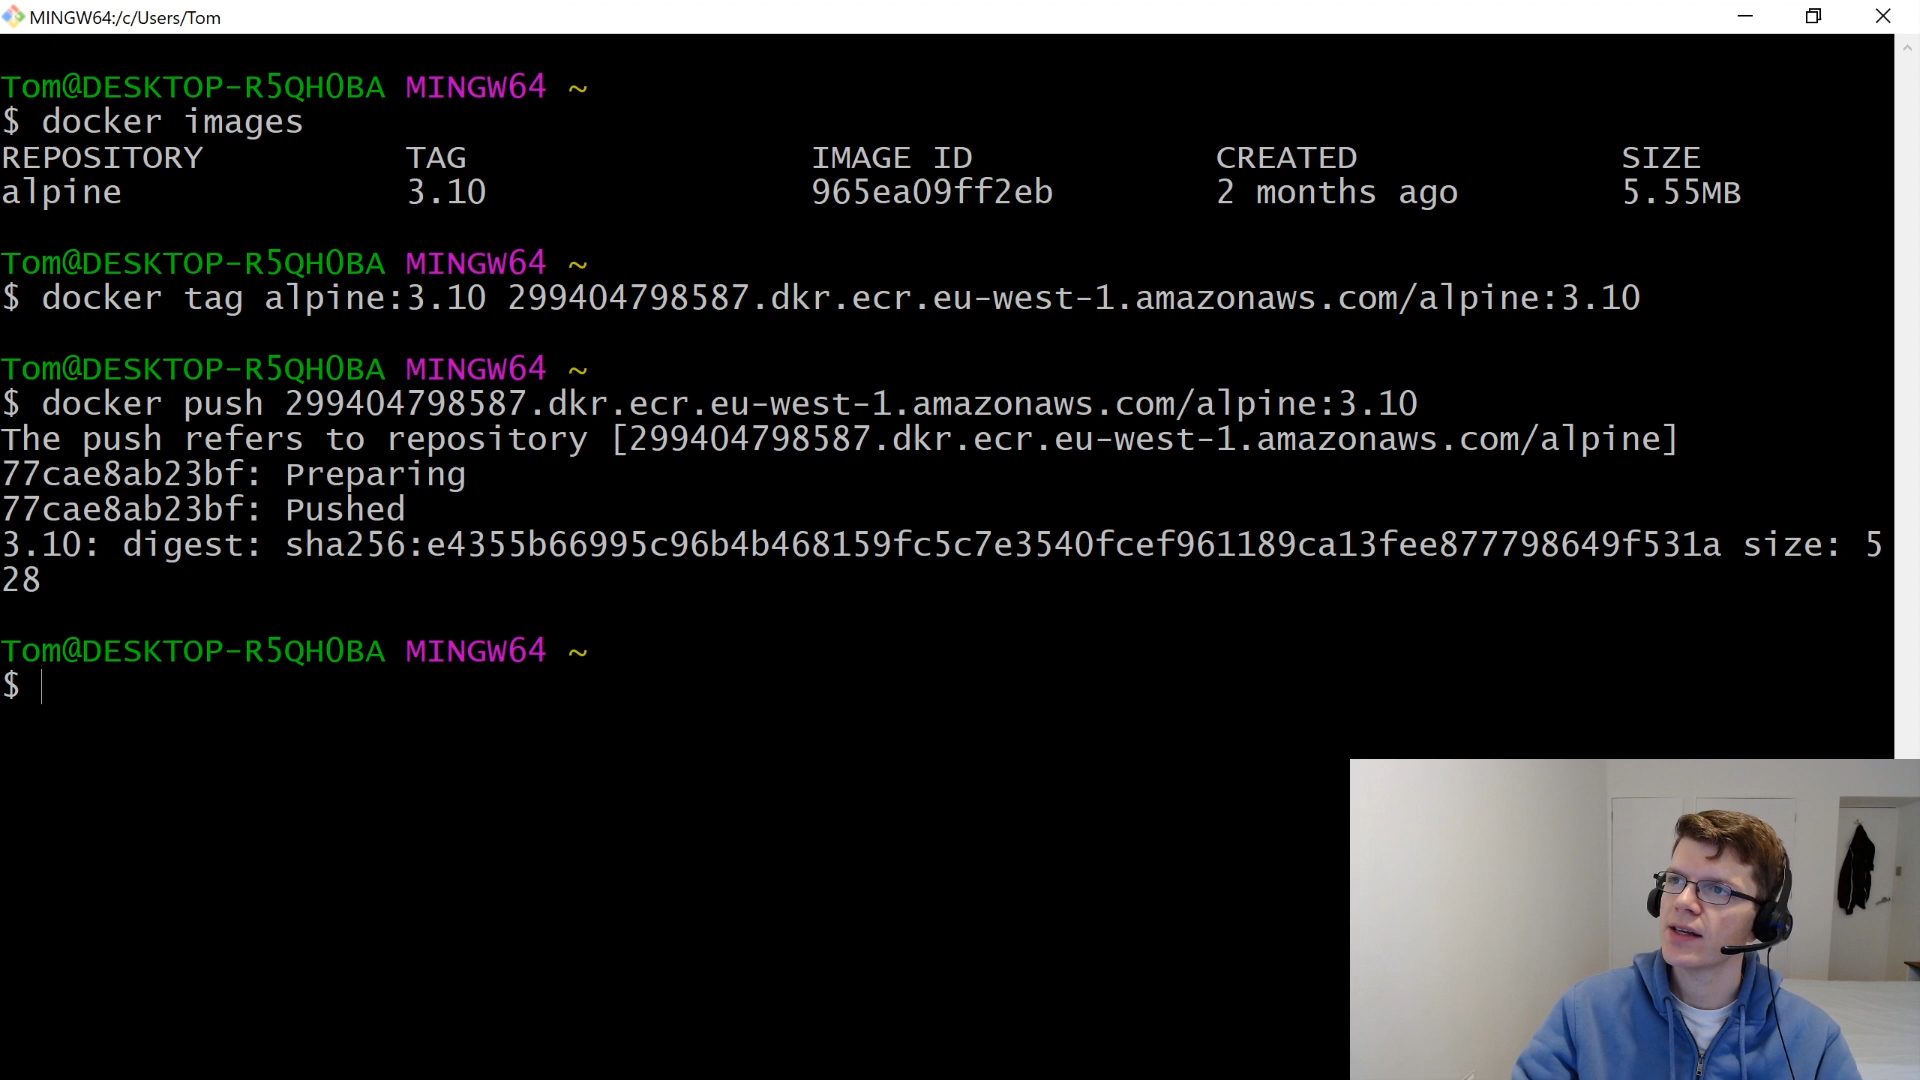 MINGW64:/c/Users/Tom
Tom@DESKTOP-R5QH0BA MINGW64 ~
$ docker images
REPOSITORY TAG IMAGE ID CREATED SIZE
alpine 3.10 965ea09ff2eb 2 months ago 5.55MB
Tom@DESKTOP-R5QH0BA MINGW64 ~
$ docker tag alpine:3.10 299404798587.dkr.ecr.eu-west-1.amazonaws.com/alpine:3.10
Tom@DESKTOP-R5QH0BA MINGW64 ~
$ docker push 299404798587.dkr.ecr.eu-west-1.amazonaws.com/alpine:3.10
The push refers to repository [299404798587.dkr.ecr.eu-west-1.amazonaws.com/alpine]
77cae8ab23bf: Preparing
77cae8ab23bf: Pushed
3.10: digest: sha256:e4355b66995c96b4b468159fc5c7e3540fcef961189ca13fee877798649f531a size: 5
28
Tom@DESKTOP-R5QH0BA MINGW64 ~
$